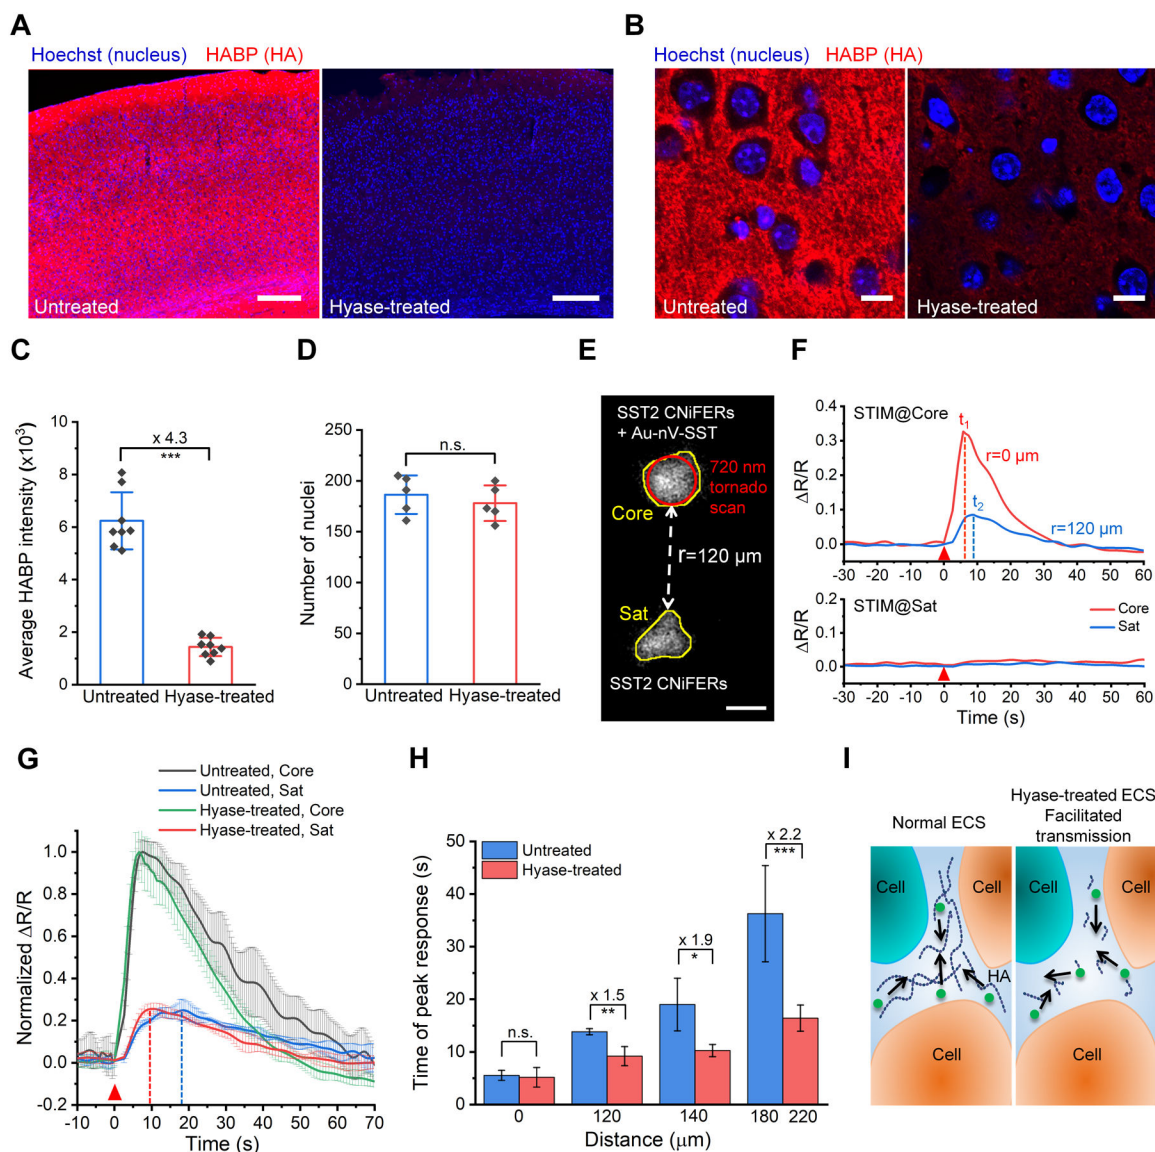 A
Hoechst (nucleus) HABP (HA)
Untreated
Hyase-treated
B
Hoechst (nucleus) HABP (HA)
Untreated
Hyase-treated
C
Average HABP intensity (x10³)
10
8
6
4
2
0
x 4.3
***
Untreated Hyase-treated
D
Number of nuclei
250
200
150
100
50
0
n.s.
Untreated Hyase-treated
E
SST2 CNiFERs
+ Au-nV-SST
720 nm
tornado
scan
Core
r=120 µm
Sat
SST2 CNiFERs
F
STIM@Core
ΔR/R
0.4
0.3
0.2
0.1
0.0
t₁
r=0 µm
t₂
r=120 µm
-30 -20 -10 0 10 20 30 40 50 60
STIM@Sat
ΔR/R
0.2
0.1
0.0
Core
Sat
-30 -20 -10 0 10 20 30 40 50 60
Time (s)
G
Untreated, Core
Untreated, Sat
Hyase-treated, Core
Hyase-treated, Sat
Normalized ΔR/R
1.0
0.8
0.6
0.4
0.2
0.0
-0.2
-10 0 10 20 30 40 50 60 70
Time (s)
H
Untreated
Hyase-treated
Time of peak response (s)
50
40
30
20
10
0
n.s.
x 1.5
**
x 1.9
*
x 2.2
***
0 120 140 180 220
Distance (µm)
I
Normal ECS
Hyase-treated ECS
Facilitated
transmission
Cell
Cell
HA
Cell
Cell
Cell
Cell